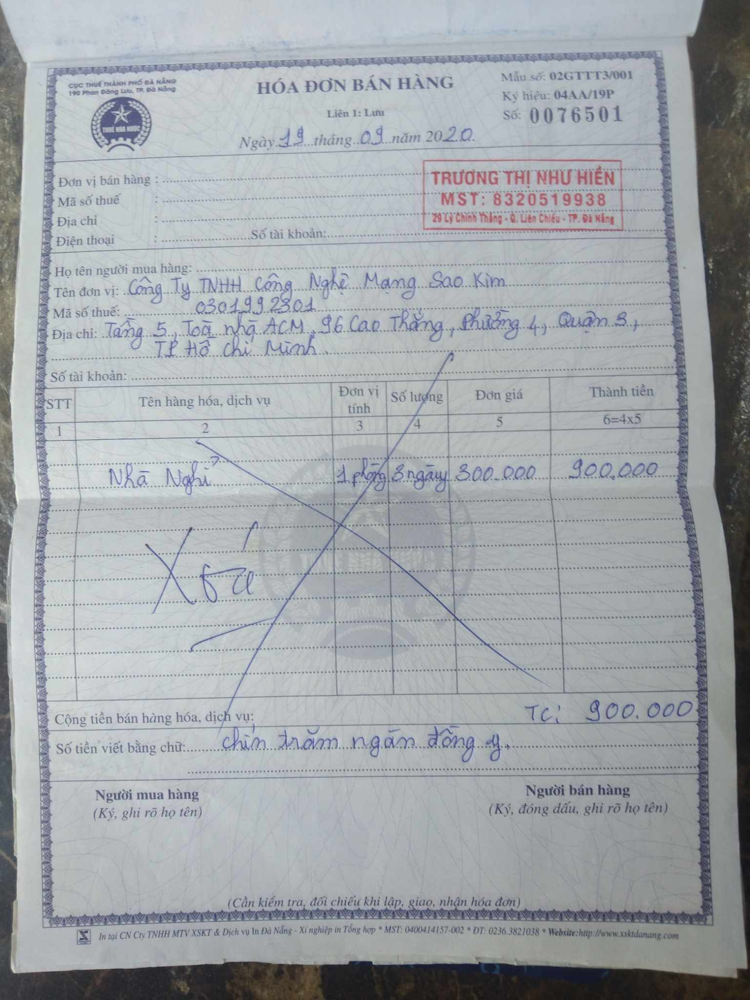 CỤC THUẾ THÀNH PHỐ ĐÀ NẴNG
190 Phan Đăng Lưu, TP. Đà Nẵng
THUẾ NHÀ NƯỚC
HÓA ĐƠN BÁN HÀNG
Liên 1: Lưu
Ngày 19 tháng 09 năm 2020.
Mẫu số: 02GTTT3/001
Ký hiệu: 04AA/19P
Số: 0076501
Đơn vị bán hàng :
Mã số thuế :
Địa chỉ :
Điện thoại : Số tài khoản:
TRƯƠNG THỊ NHƯ HIỀN
MST: 8320519938
29 Lý Chính Thắng - Q. Liên Chiểu - TP. Đà Nẵng
Họ tên người mua hàng:
Tên đơn vị: Công Ty TNHH Công Nghệ Mạng Sao Kim
Mã số thuế: 0301992301
Địa chỉ: Tầng 5, Toà nhà ACM, 96 Cao Thắng, Phường 4, Quận 3,
TP Hồ Chí Minh.
Số tài khoản:
STT Tên hàng hóa, dịch vụ Đơn vị tính Số lượng Đơn giá Thành tiền
1 2 3 4 5 6=4x5
Nhà Nghỉ 1 phòng 3 ngày 300.000 900.000
Cộng tiền bán hàng hóa, dịch vụ: TC: 900.000
Số tiền viết bằng chữ: chín trăm ngán đồng y.
Người mua hàng
(Ký, ghi rõ họ tên)
Người bán hàng
(Ký, đóng dấu, ghi rõ họ tên)
(Cần kiểm tra, đối chiếu khi lập, giao, nhận hóa đơn)
In tại CN Cty TNHH MTV XSKT & Dịch vụ In Đà Nẵng - Xí nghiệp in Tổng hợp * MST: 0400414157-002 * ĐT: 0236.3821038 * Website:http://www.xsktdanang.com